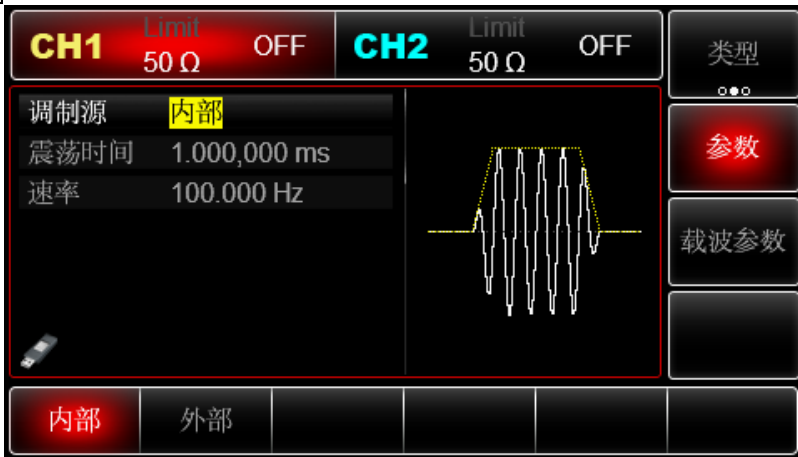 CH1 Limit 50 Ω OFF
CH2 Limit 50 Ω OFF
类型
调制源 内部
震荡时间 1.000,000 ms
速率 100.000 Hz
参数
载波参数
内部 外部